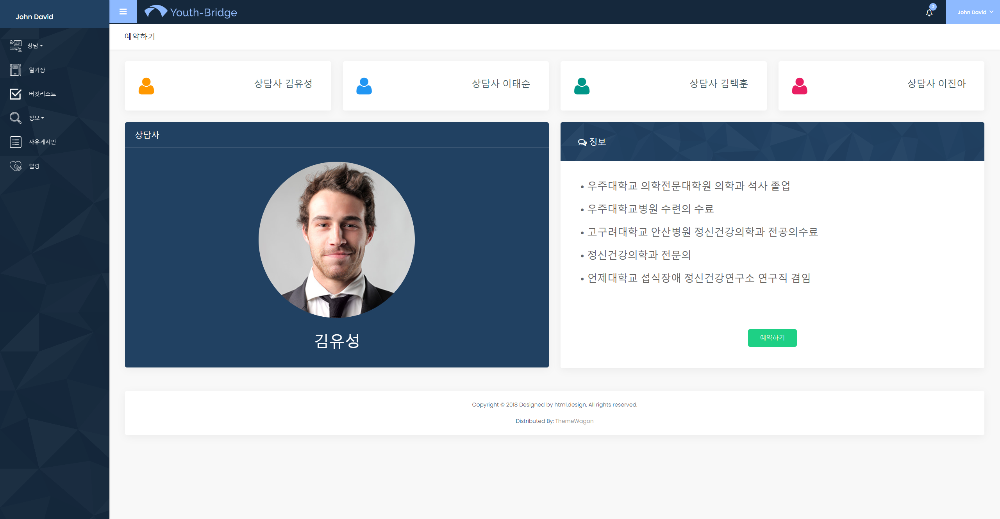 John David
Youth-Bridge
2
John David
예약하기
상담
일기장
버킷리스트
정보
자유게시판
힐링
상담사 김유성
상담사 이태순
상담사 김택훈
상담사 이진아
상담사
김유성
정보
• 우주대학교 의학전문대학원 의학과 석사 졸업
• 우주대학교병원 수련의 수료
• 고구려대학교 안산병원 정신건강의학과 전공의수료
• 정신건강의학과 전문의
• 언제대학교 섭식장애 정신건강연구소 연구직 겸임
예약하기
Copyright © 2018 Designed by html.design. All rights reserved.
Distributed By: ThemeWagon